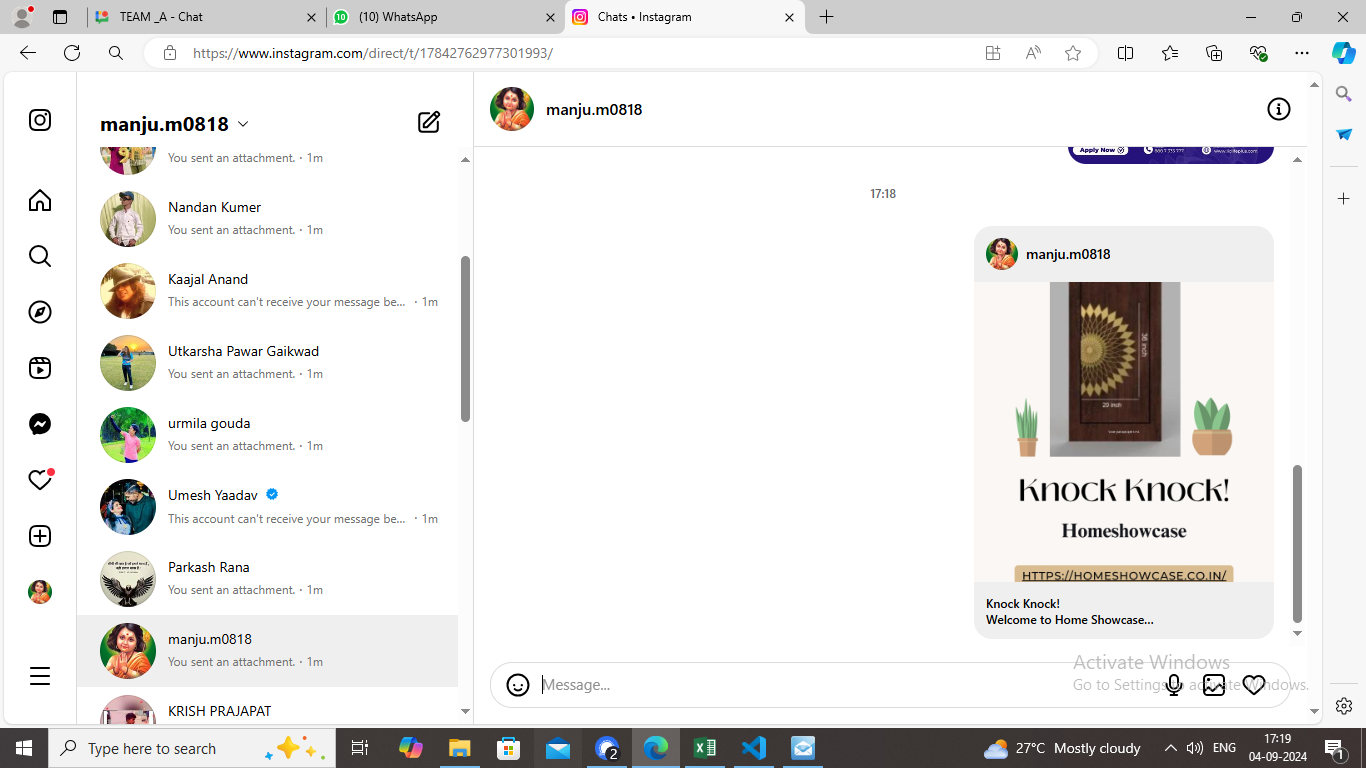 TEAM _A - Chat
(10) WhatsApp
Chats • Instagram
https://www.instagram.com/direct/t/17842762977301993/
manju.m0818
You sent an attachment. · 1m
Nandan Kumer
You sent an attachment. · 1m
Kaajal Anand
This account can't receive your message be... · 1m
Utkarsha Pawar Gaikwad
You sent an attachment. · 1m
urmila gouda
You sent an attachment. · 1m
Umesh Yaadav
This account can't receive your message be... · 1m
Parkash Rana
You sent an attachment. · 1m
manju.m0818
You sent an attachment. · 1m
KRISH PRAJAPAT
manju.m0818
Apply Now
17:18
manju.m0818
36 inch
20 inch
Knock Knock!
Homeshowcase
HTTPS://HOMESHOWCASE.CO.IN/
Knock Knock!
Welcome to Home Showcase...
Message...
Activate Windows
Go to Settings to activate Windows.
Type here to search
2
27°C Mostly cloudy
ENG
17:19
04-09-2024
1